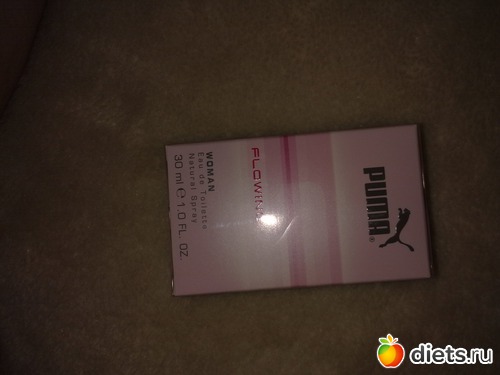 PUMA®
FLOWING
WOMAN
Eau de Toilette
Natural Spray
30 ml e 1.0 FL. OZ.
diets.ru